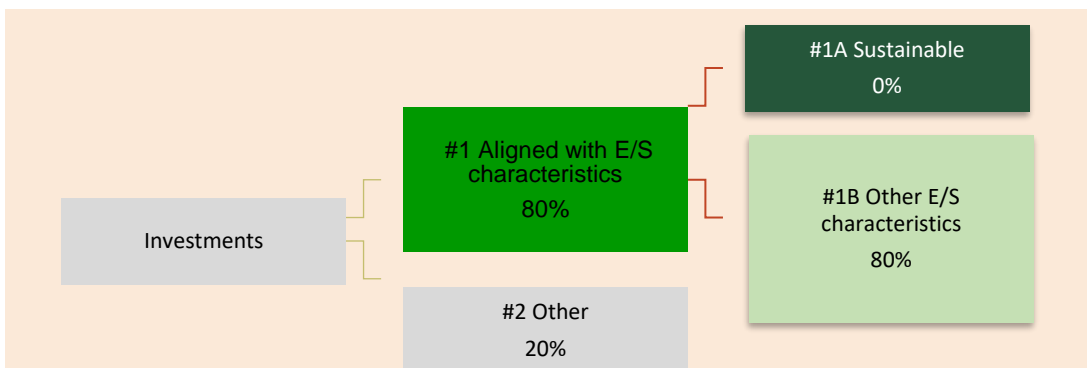 Investments
#1 Aligned with E/S
characteristics
80%
#2 Other
20%
#1A Sustainable
0%
#1B Other E/S
characteristics
80%